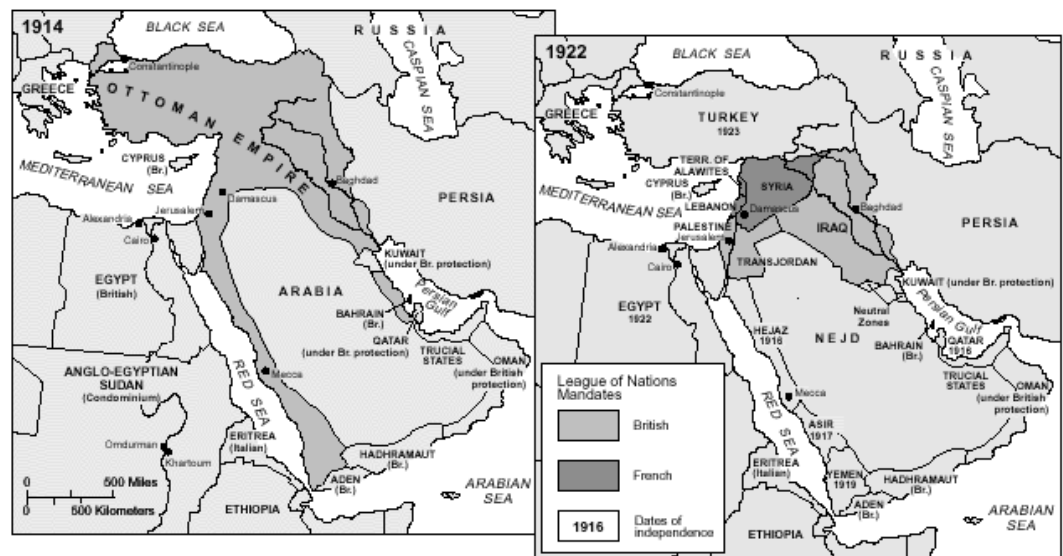 1914
BLACK SEA
RUSSIA
CASPIAN SEA
Constantinople
GREECE
OTTOMAN EMPIRE
CYPRUS
(Br.)
MEDITERRANEAN SEA
Baghdad
Damascus
PERSIA
Jerusalem
Alexandria
Cairo
KUWAIT
(under Br. protection)
EGYPT
(British)
ARABIA
Persian
Gulf
BAHRAIN
(Br.)
QATAR
(under Br. protection)
TRUCIAL
STATES
OMAN
(under British
protection)
ANGLO-EGYPTIAN
SUDAN
(Condominium)
Mecca
RED SEA
Omdurman
Khartoum
ERITREA
(Italian)
HADHRAMAUT
(Br.)
ADEN
(Br.)
0 500 Miles
0 500 Kilometers
ETHIOPIA
ARABIAN
SEA
1922
BLACK SEA
RUSSIA
CASPIAN SEA
Constantinople
GREECE
TURKEY
1923
TERR. OF
ALAWITES
CYPRUS
(Br.)
SYRIA
MEDITERRANEAN SEA
LEBANON
Damascus
Baghdad
PERSIA
PALESTINE
Jerusalem
IRAQ
Alexandria
Cairo
TRANSJORDAN
KUWAIT (under Br. protection)
EGYPT
1922
Neutral
Zones
Persian Gulf
HEJAZ
1916
NEJD
BAHRAIN
(Br.)
QATAR
1916
TRUCIAL
STATES
OMAN
(under British
protection)
Mecca
RED SEA
ASIR
1917
ERITREA
(Italian)
YEMEN
1919
HADHRAMAUT
(Br.)
ADEN
(Br.)
ETHIOPIA
ARABIAN
SEA
League of Nations
Mandates
British
French
1916
Dates of
independence